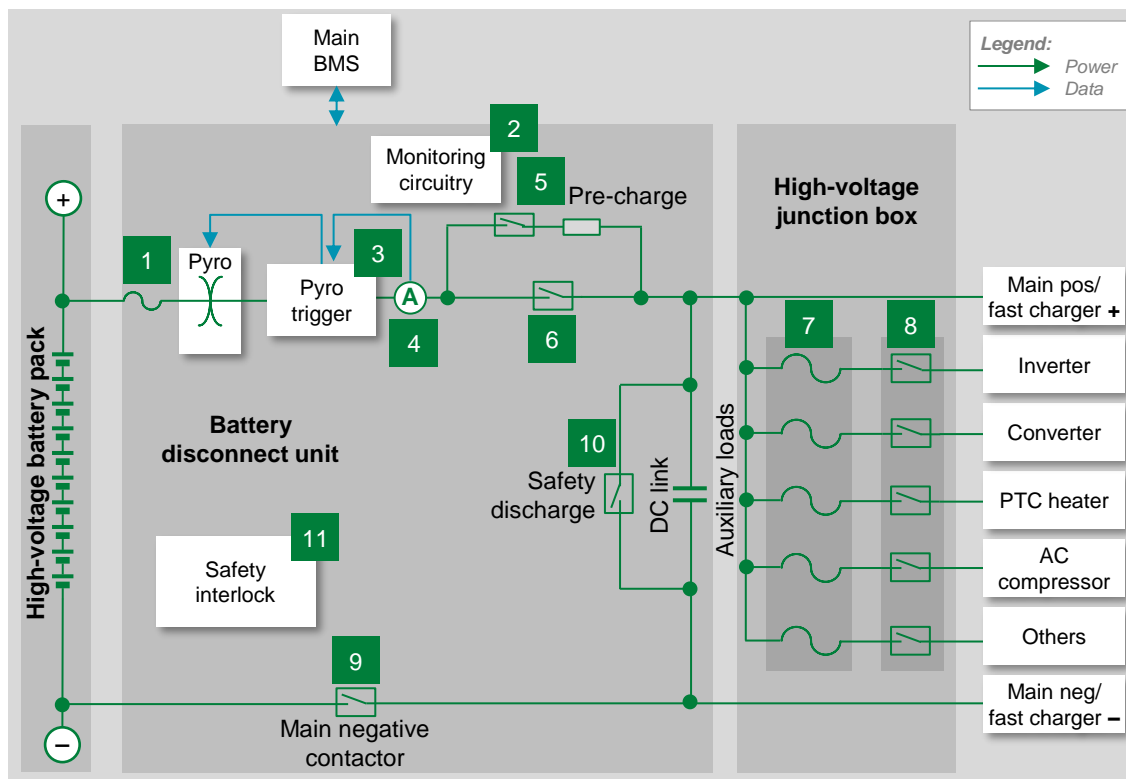 Main
BMS
Legend:
Power
Data
2
Monitoring
circuitry
5
Pre-charge
High-voltage
junction box
+
1
Pyro
3
Pyro
trigger
A
4
6
7
8
Main pos/
fast charger +
Inverter
Converter
PTC heater
AC
compressor
Others
Main neg/
fast charger –
High-voltage battery pack
Battery
disconnect unit
10
Safety
discharge
DC link
Auxiliary loads
11
Safety
interlock
9
Main negative
contactor
–